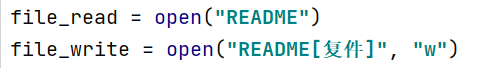 file_read = open("README")
file_write = open("README[复件]", "w")